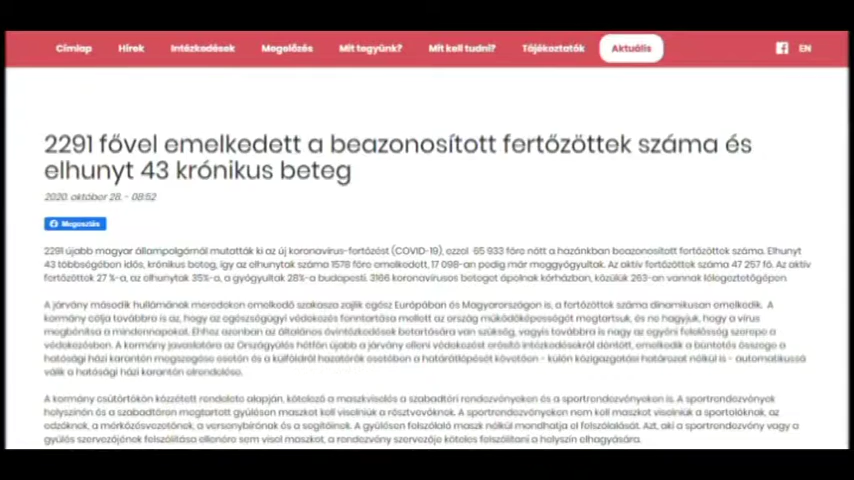 Címlap Hírek Intézkedések Megelőzés Mit tegyünk? Mit kell tudni? Tájékoztatók Aktuális EN
2291 fővel emelkedett a beazonosított fertőzöttek száma és
elhunyt 43 krónikus beteg
2020. október 28. - 08:52
Megosztás
2291 újabb magyar állampolgárnál mutatták ki az új koronavírus-fertőzést (COVID-19), ezzel 65 933 főre nőtt a hazánkban beazonosított fertőzöttek száma. Elhunyt
43 többségében idős, krónikus beteg, így az elhunytak száma 1578 főre emelkedett, 17 098-an pedig már meggyógyultak. Az aktív fertőzöttek száma 47 257 fő. Az aktív
fertőzöttek 27 %-a, az elhunytak 35%-a, a gyógyultak 28%-a budapesti. 3166 koronavírusos beteget ápolnak kórházban, közülük 263-an vannak lélegeztetőgépen.
A járvány második hullámának meredeken emelkedő szakasza zajlik egész Európában és Magyarországon is, a fertőzöttek száma dinamikusan emelkedik. A
kormány célja továbbra is az, hogy az egészségügyi védekezés fenntartása mellett az ország működőképességét megtartsuk, és ne hagyjuk, hogy a vírus
megbénítsa a mindennapokat. Ehhez azonban az általános óvintézkedések betartására van szükség, vagyis továbbra is nagy az egyéni felelősség szerepe a
védekezésben. A kormány javaslatára az Országgyűlés hétfőn újabb a járvány elleni védekezést erősítő intézkedésekről döntött, emelkedik a büntetés összege a
hatósági házi karantén megszegése esetén és a külföldről hazatérők esetében a határátlépését követően - külön közigazgatási határozat nélkül is - automatikussá
válik a hatósági házi karantén elrendelése.
A kormány csütörtökön közzétett rendelete alapján, kötelező a maszkviselés a szabadtéri rendezvényeken és a sportrendezvényeken is. A sportrendezvények
helyszínén és a szabadtéren megtartott gyűlésen maszkot kell viselniük a résztvevőknek. A sportrendezvényeken nem kell maszkot viselniük a sportolóknak, az
edzőknek, a mérkőzésvezetőnek, a versenybírának és a segítőinek. A gyűlésen felszólaló maszk nélkül mondhatja el felszólalását. Azt, aki a sportrendezvény vagy a
gyűlés szervezőjének felszólítása ellenére sem visel maszkot, a rendezvény szervezője köteles felszólítani a helyszín elhagyására.